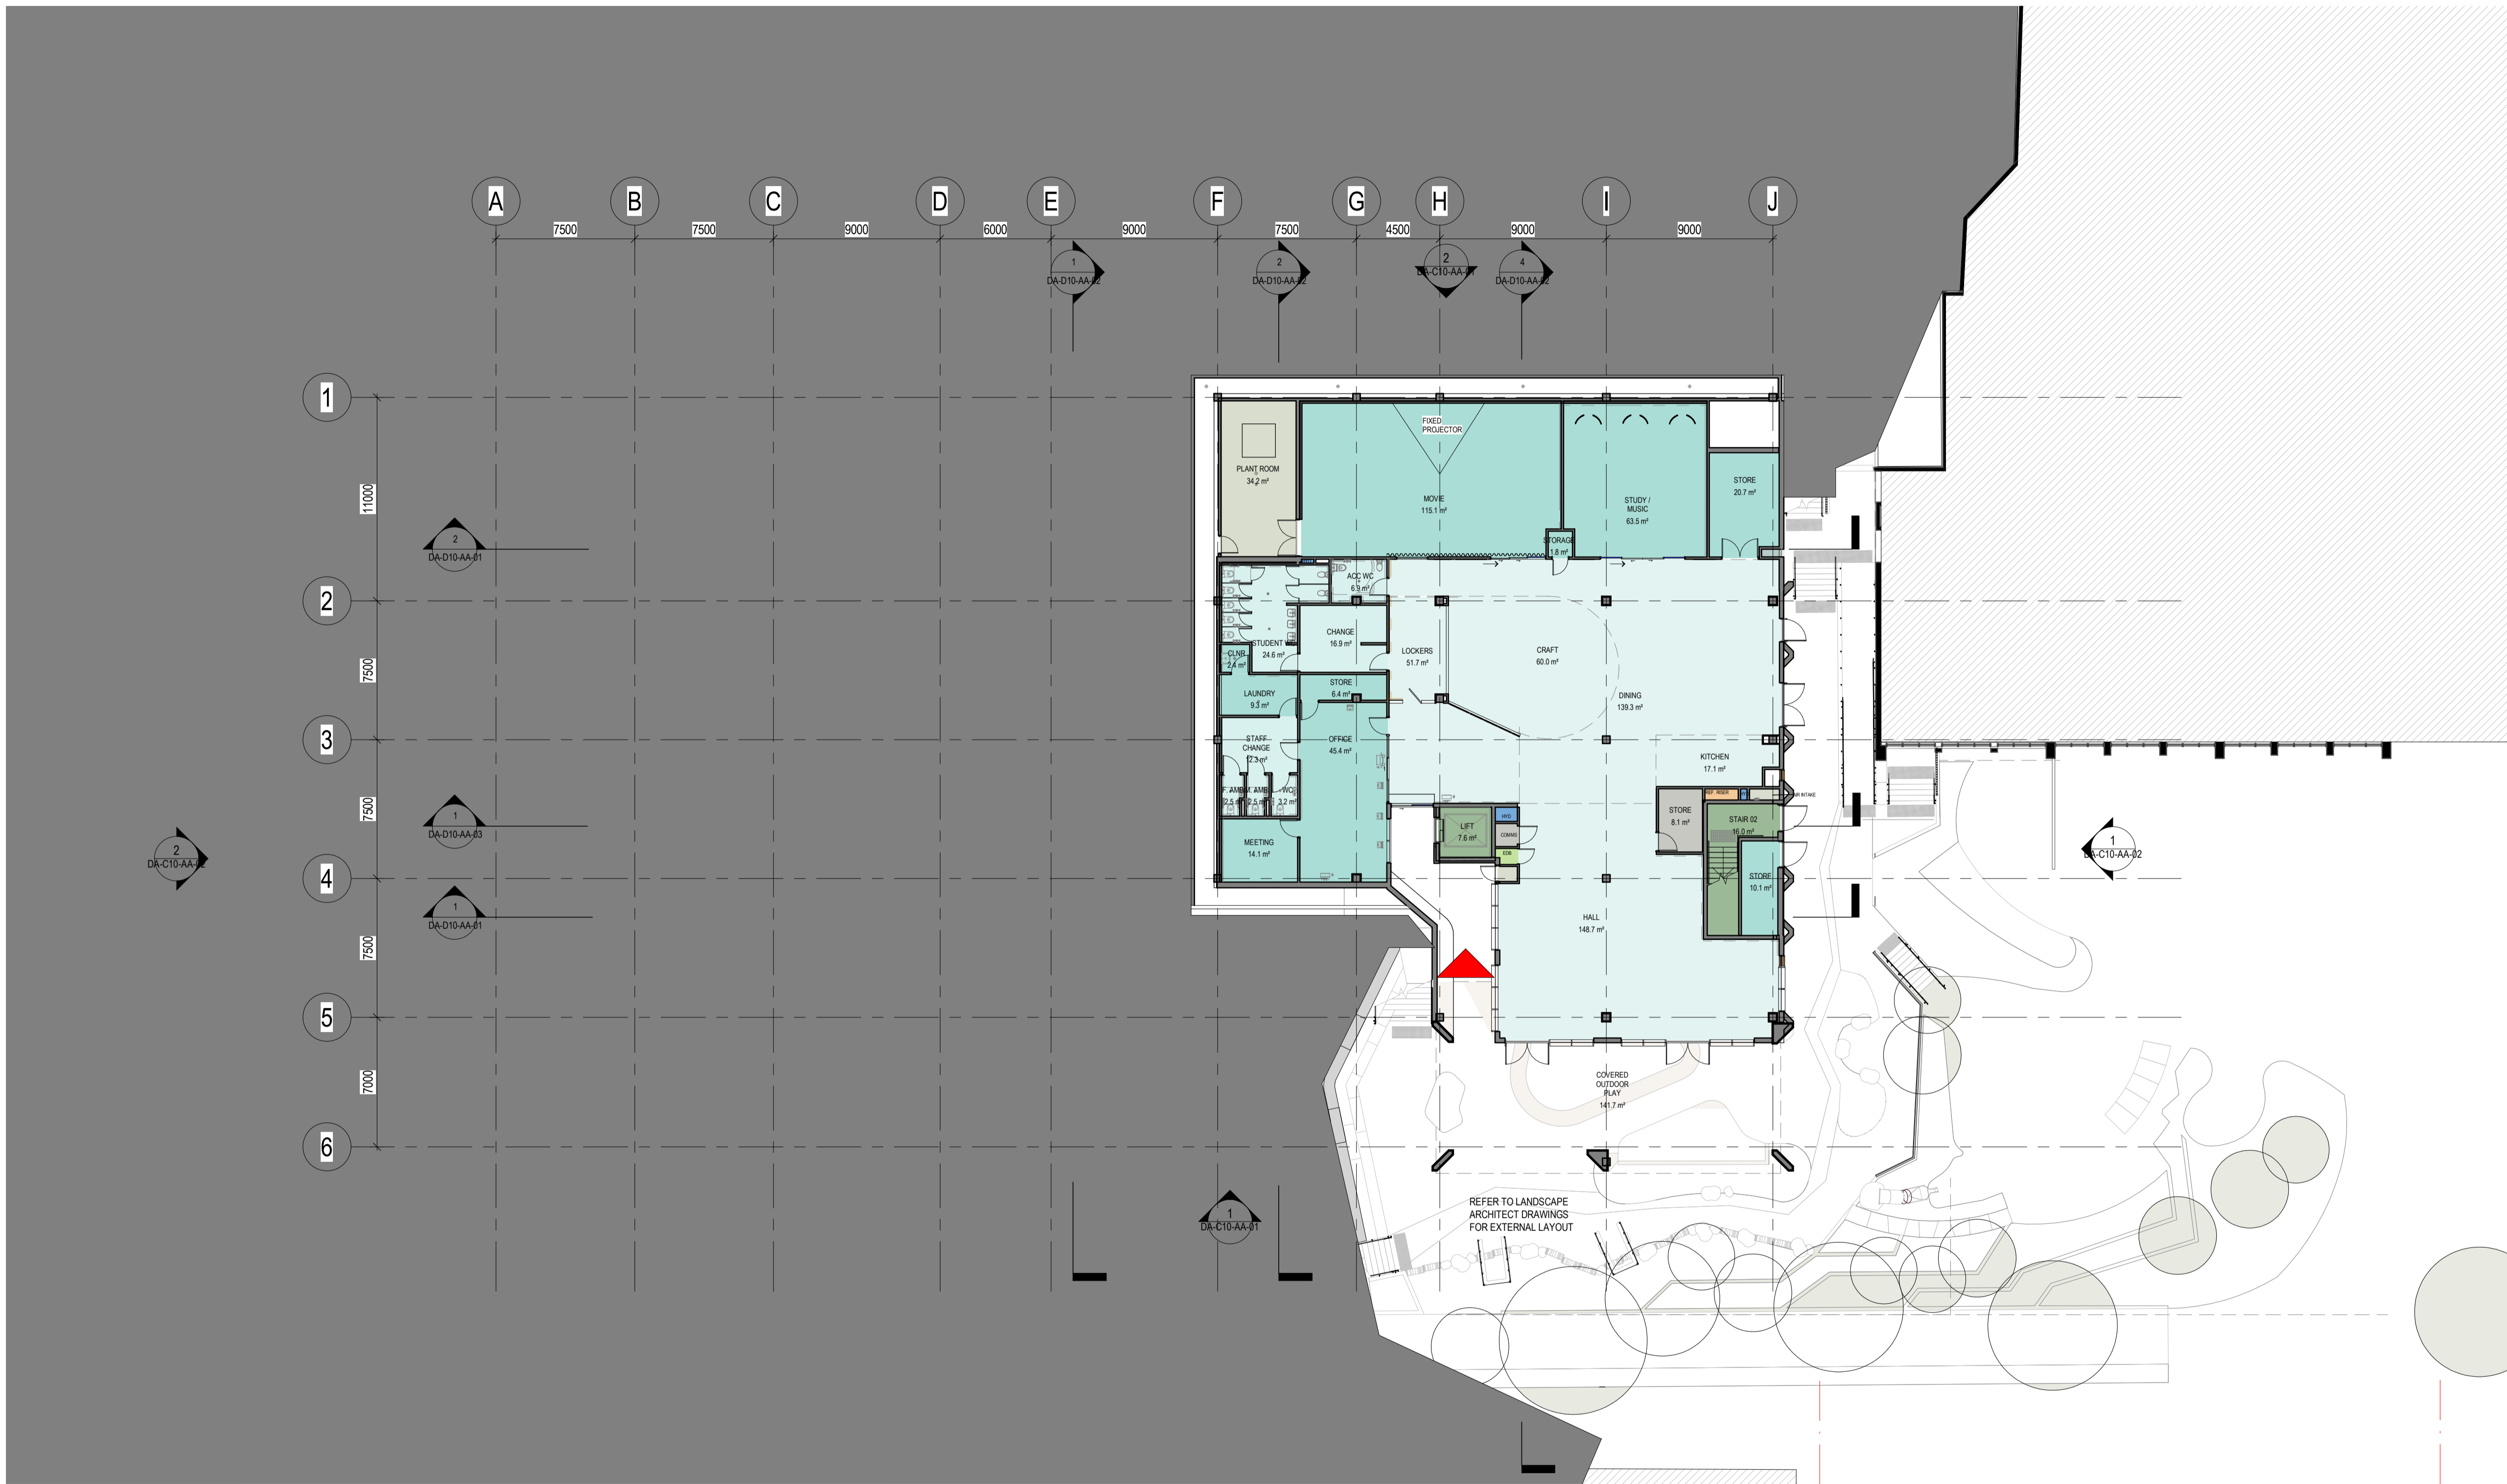 A B C D E F G H I J
7500 7500 9000 6000 9000 7500 4500 9000 9000
1
DA-D10-AA-02
2
DA-D10-AA-02
2
DA-C10-AA-01
4
DA-D10-AA-02
1
11000
2
7500
3
7500
4
7500
5
7000
6
2
DA-D10-AA-01
1
DA-D10-AA-03
1
DA-D10-AA-01
2
DA-C10-AA-02
1
DA-C10-AA-02
1
DA-C10-AA-01
FIXED
PROJECTOR
PLANT ROOM
34.2 m²
MOVIE
115.1 m²
STUDY /
MUSIC
63.5 m²
STORE
20.7 m²
STORAGE
1.8 m²
ACC WC
6.9 m²
CHANGE
16.9 m²
STUDENT WC
24.6 m²
CLNR
2.4 m²
LOCKERS
51.7 m²
CRAFT
60.0 m²
STORE
6.4 m²
LAUNDRY
9.3 m²
DINING
139.3 m²
STAFF
CHANGE
12.3 m²
OFFICE
45.4 m²
KITCHEN
17.1 m²
F. AMB
2.5 m²
M. AMB
2.5 m²
WC
3.2 m²
REF. RISER
AIR INTAKE
STORE
8.1 m²
HYD
COMMS
EDB
LIFT
7.6 m²
STAIR 02
16.0 m²
MEETING
14.1 m²
STORE
10.1 m²
HALL
148.7 m²
COVERED
OUTDOOR
PLAY
141.7 m²
REFER TO LANDSCAPE
ARCHITECT DRAWINGS
FOR EXTERNAL LAYOUT